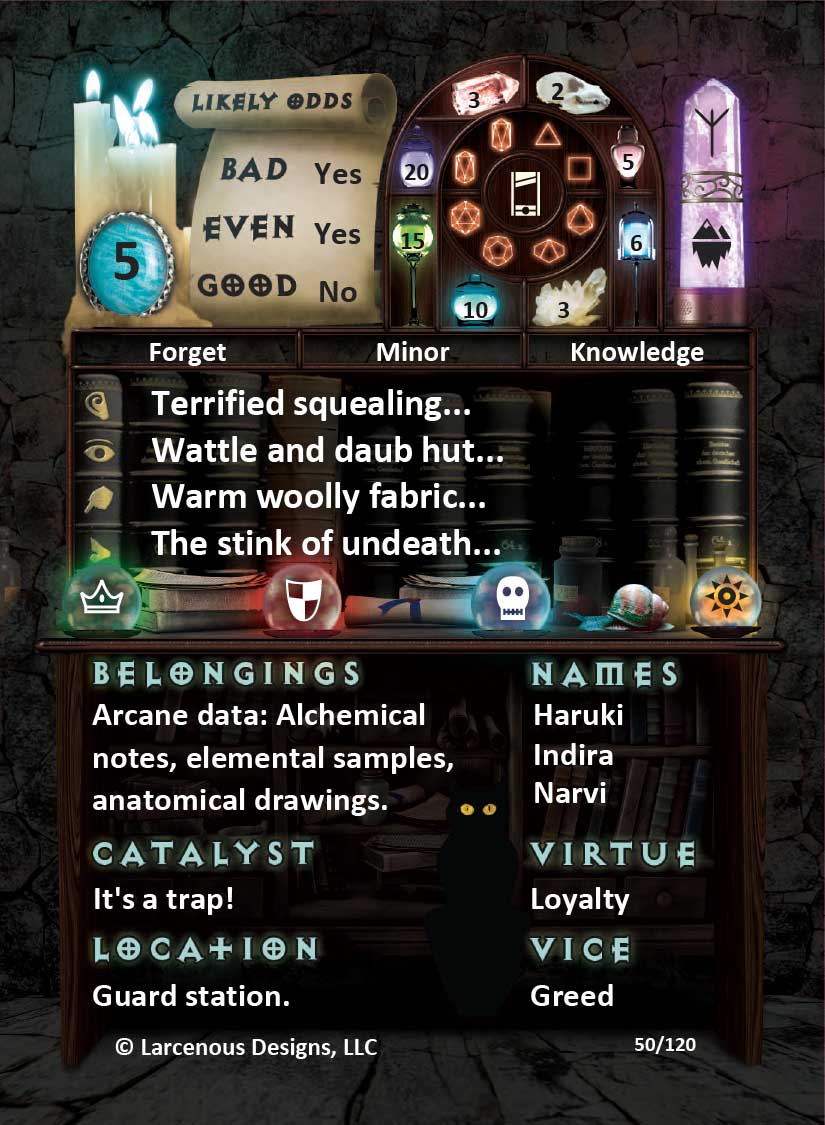 LIKELY ODDS
BAD Yes
EVEN Yes
GOOD No
5
3
2
20
5
15
6
10
3
Forget Minor Knowledge
Terrified squealing...
Wattle and daub hut...
Warm woolly fabric...
The stink of undeath...
BELONGINGS
Arcane data: Alchemical
notes, elemental samples,
anatomical drawings.
NAMES
Haruki
Indira
Narvi
CATALYST
It's a trap!
VIRTUE
Loyalty
LOCATION
Guard station.
VICE
Greed
© Larcenous Designs, LLC
50/120